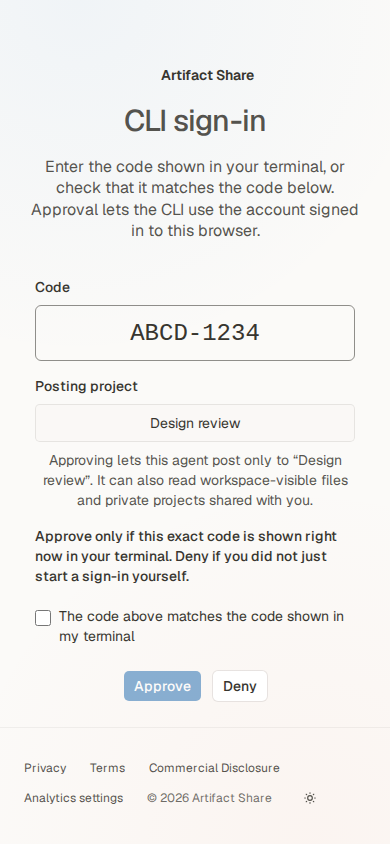 Artifact Share
CLI sign-in
Enter the code shown in your terminal, or
check that it matches the code below.
Approval lets the CLI use the account signed
in to this browser.
Code
ABCD-1234
Posting project
Design review
Approving lets this agent post only to “Design
review”. It can also read workspace-visible files
and private projects shared with you.
Approve only if this exact code is shown right
now in your terminal. Deny if you did not just
start a sign-in yourself.
The code above matches the code shown in
my terminal
Approve Deny
Privacy Terms Commercial Disclosure
Analytics settings © 2026 Artifact Share